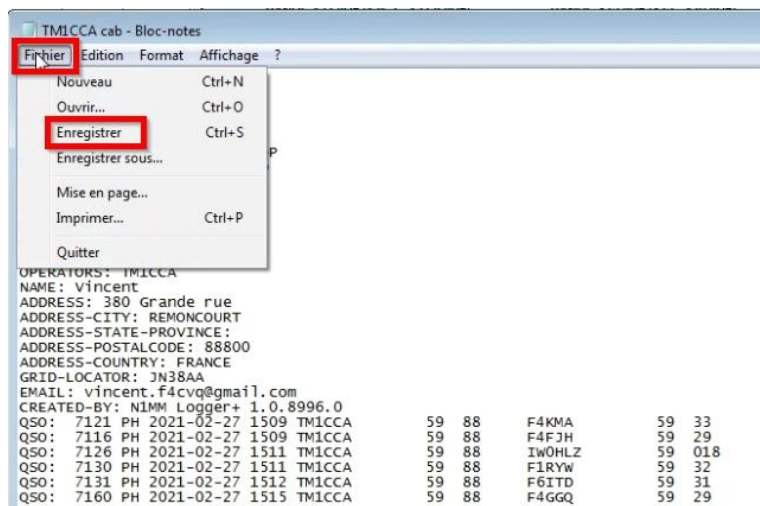 TM1CCA cab - Bloc-notes
Fichier Edition Format Affichage ?
Nouveau Ctrl+N
Ouvrir... Ctrl+O
Enregistrer Ctrl+S
Enregistrer sous...
P
Mise en page...
Imprimer... Ctrl+P
Quitter
OPERATORS: TM1CCA
NAME: Vincent
ADDRESS: 380 Grande rue
ADDRESS-CITY: REMONCOURT
ADDRESS-STATE-PROVINCE:
ADDRESS-POSTALCODE: 88800
ADDRESS-COUNTRY: FRANCE
GRID-LOCATOR: JN38AA
EMAIL: vincent.f4cvq@gmail.com
CREATED-BY: N1MM Logger+ 1.0.8996.0
QSO: 7121 PH 2021-02-27 1509 TM1CCA 59 88 F4KMA 59 33
QSO: 7116 PH 2021-02-27 1509 TM1CCA 59 88 F4FJH 59 29
QSO: 7126 PH 2021-02-27 1511 TM1CCA 59 88 IW0HLZ 59 018
QSO: 7130 PH 2021-02-27 1511 TM1CCA 59 88 F1RYW 59 32
QSO: 7131 PH 2021-02-27 1512 TM1CCA 59 88 F6ITD 59 31
QSO: 7160 PH 2021-02-27 1515 TM1CCA 59 88 F4GGQ 59 29